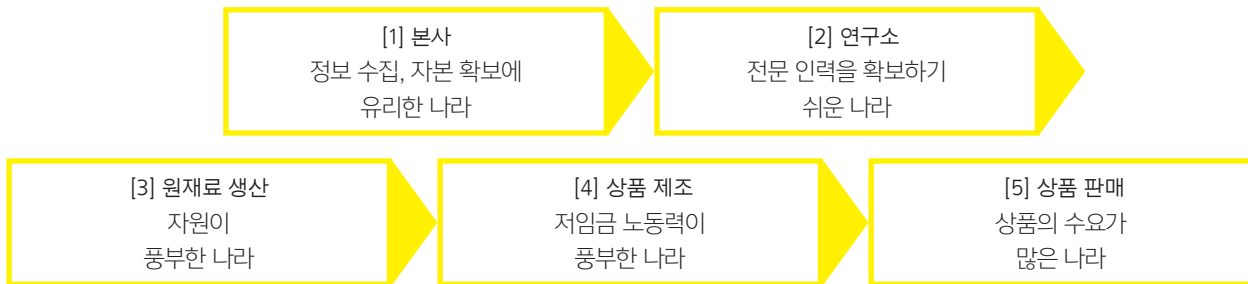 [1] 본사
정보 수집, 자본 확보에
유리한 나라
[2] 연구소
전문 인력을 확보하기
쉬운 나라
[3] 원재료 생산
자원이
풍부한 나라
[4] 상품 제조
저임금 노동력이
풍부한 나라
[5] 상품 판매
상품의 수요가
많은 나라